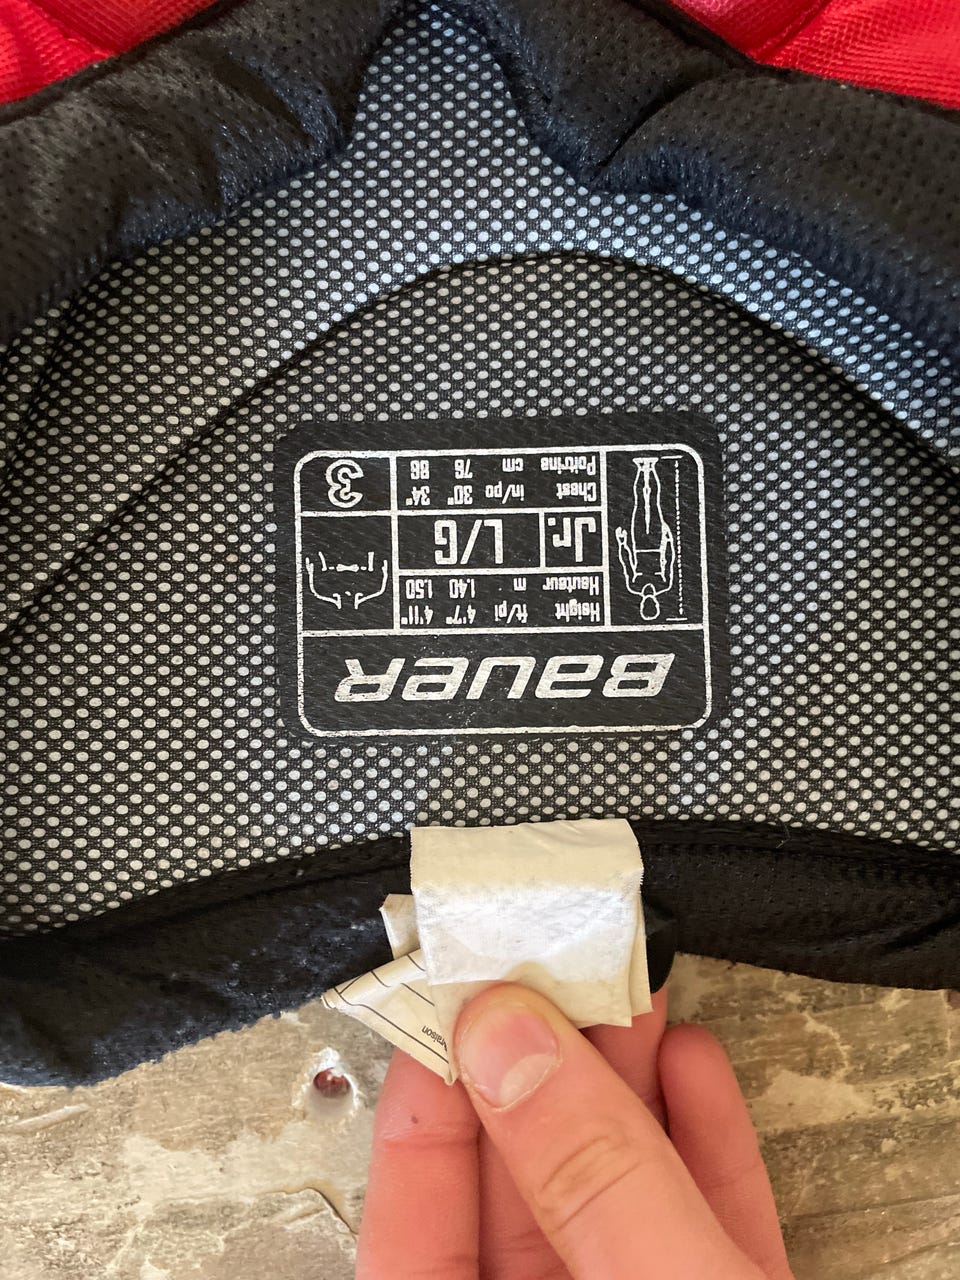 BAUER
Height ft/pi 4'7" 4'11"
Hauteur m 1.40 1.50
Jr. L/G
Chest in/po 30" 34"
Poitrine cm 76 86
3